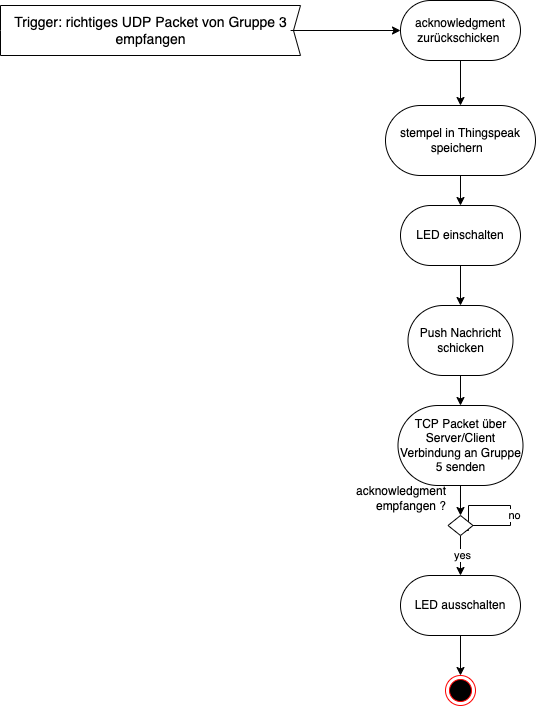 Trigger: richtiges UDP Packet von Gruppe 3
empfangen
acknowledgment
zurückschicken
stempel in Thingspeak
speichern
LED einschalten
Push Nachricht
schicken
TCP Packet über
Server/Client
Verbindung an Gruppe
5 senden
acknowledgment
empfangen ?
no
yes
LED ausschalten